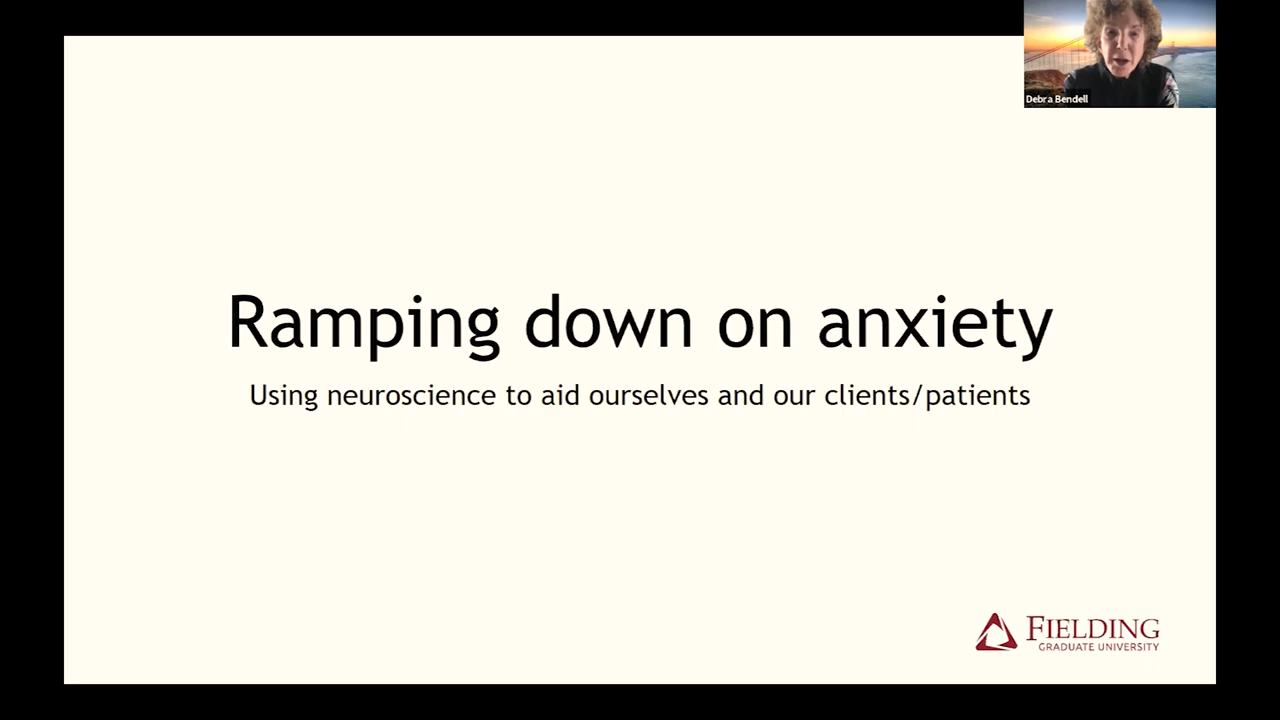 Debra Bendell
Ramping down on anxiety
Using neuroscience to aid ourselves and our clients/patients
FIELDING
GRADUATE UNIVERSITY